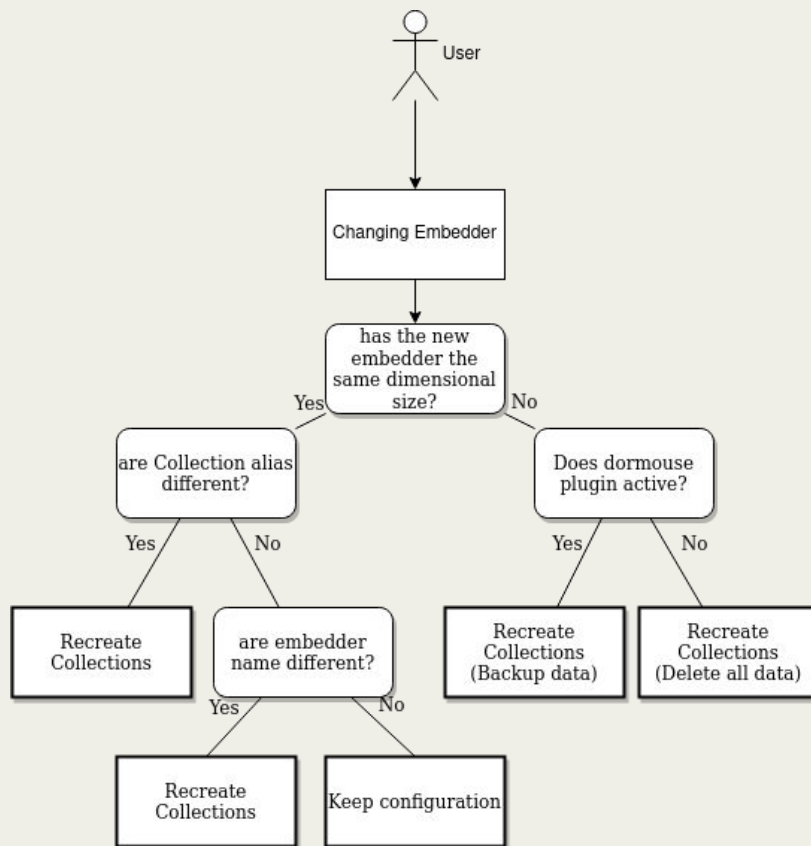 User
Changing Embedder
has the new
embedder the
same dimensional
size?
Yes
No
are Collection alias
different?
Does dormouse
plugin active?
Yes
No
Yes
No
Recreate
Collections
are embedder
name different?
Recreate
Collections
(Backup data)
Recreate
Collections
(Delete all data)
Yes
No
Recreate
Collections
Keep configuration